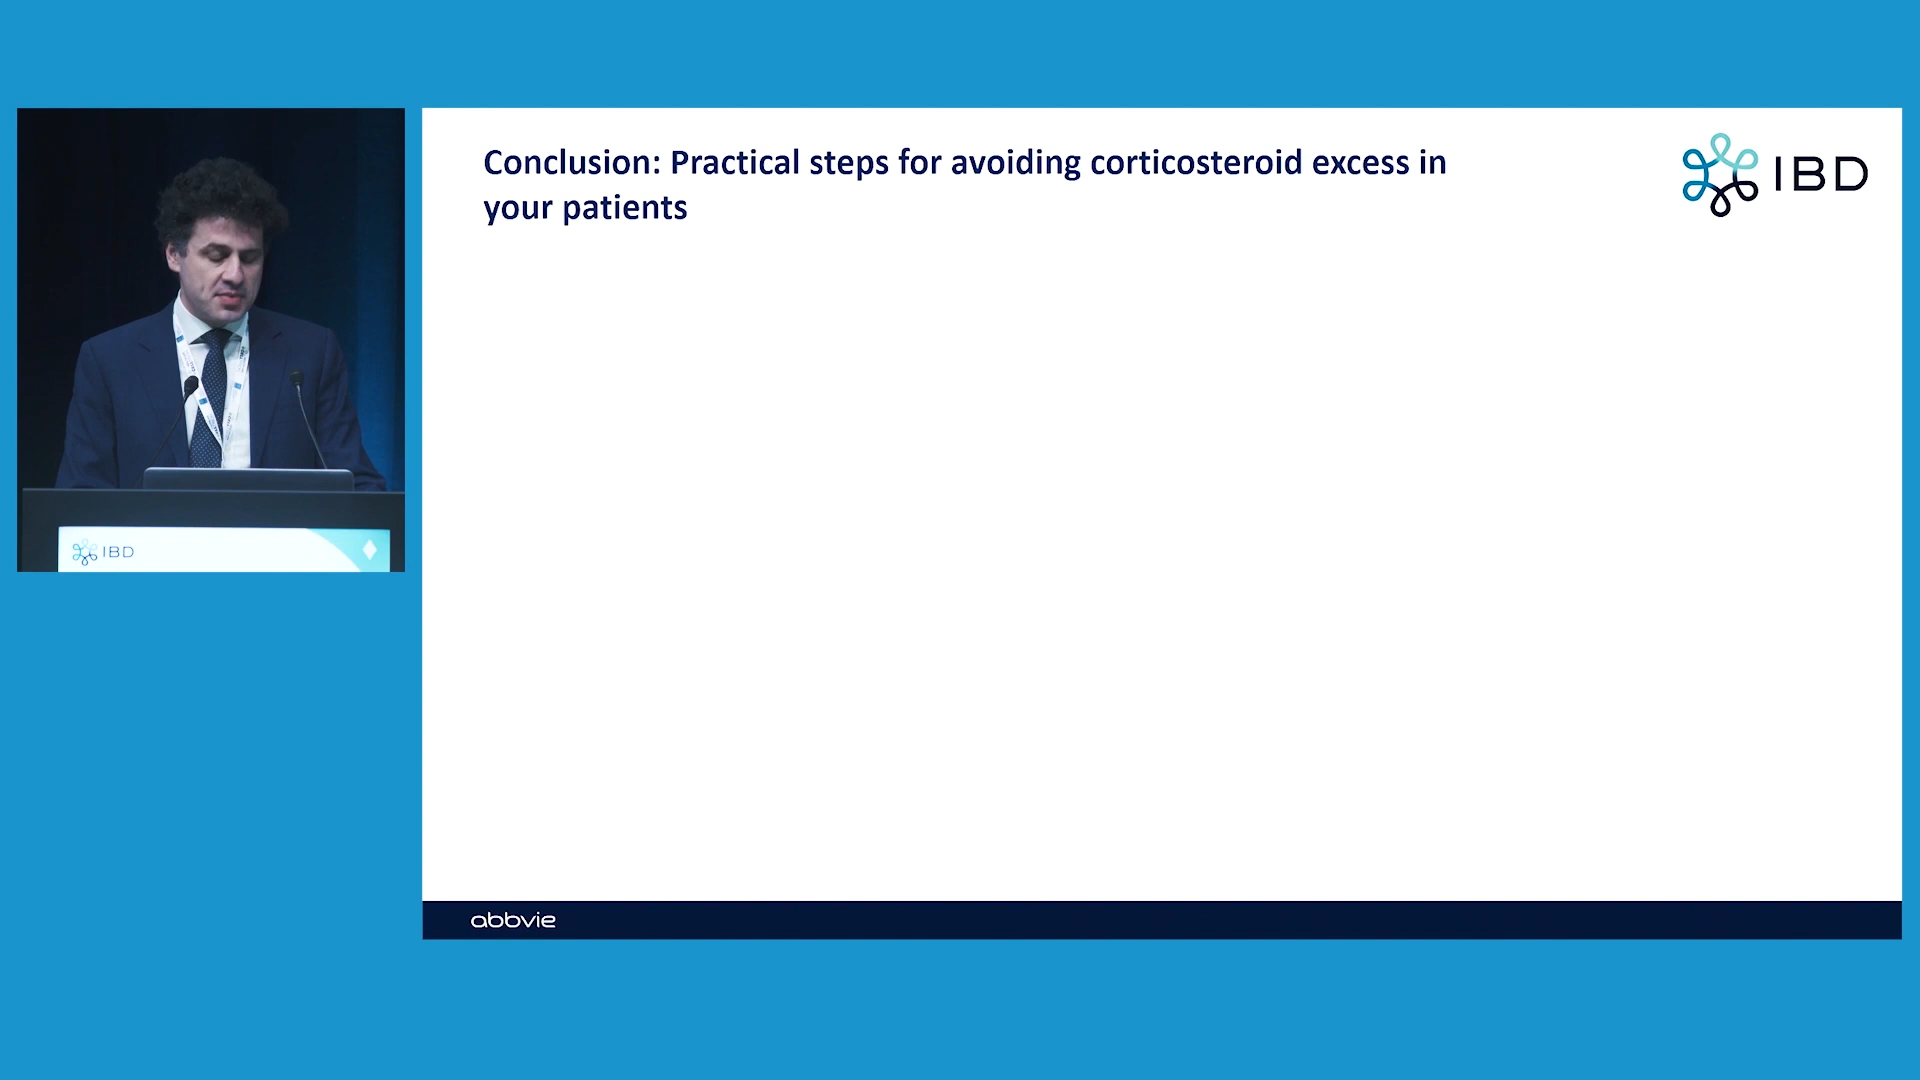 Conclusion: Practical steps for avoiding corticosteroid excess in
your patients
IBD
IBD
abbvie